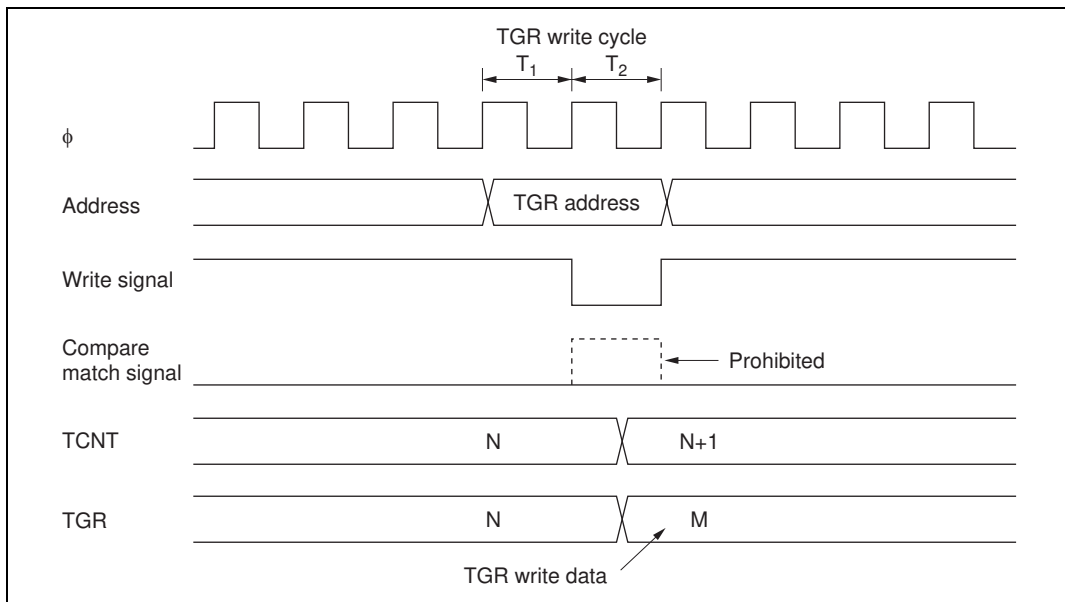 TGR write cycle
T1 T2
ϕ
Address
TGR address
Write signal
Compare
match signal
Prohibited
TCNT
N
N+1
TGR
N
M
TGR write data